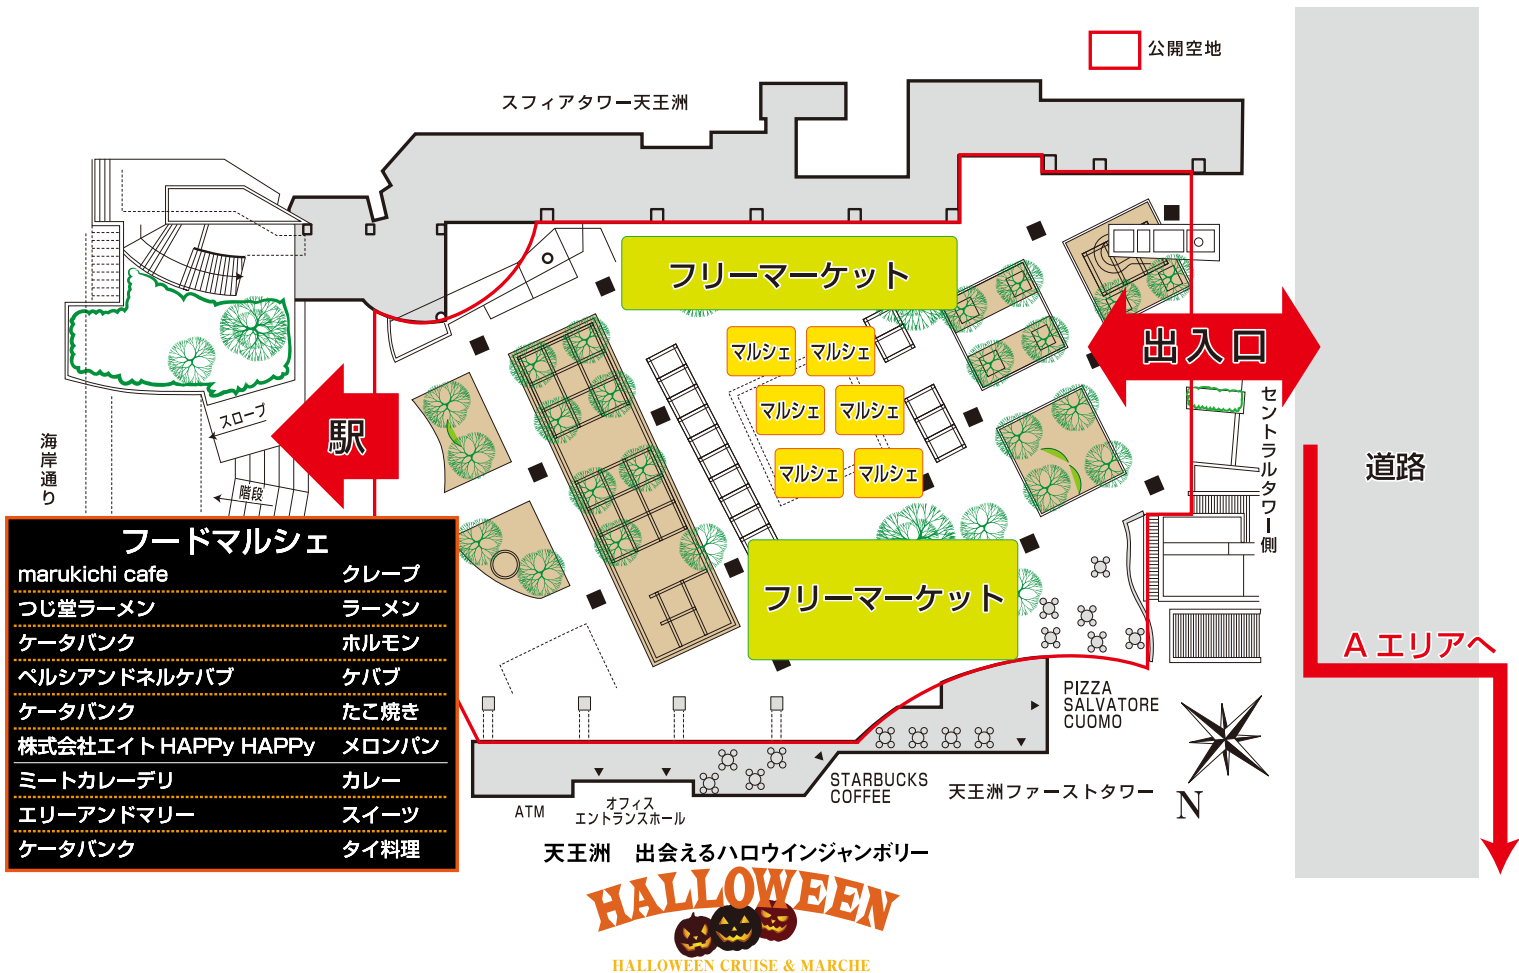 公開空地
スフィアタワー天王洲
フリーマーケット
マルシェ
マルシェ
出入口
マルシェ
マルシェ
マルシェ
マルシェ
スロープ
駅
階段
海岸通り
セントラルタワー側
道路
フリーマーケット
Aエリアへ
フードマルシェ
marukichi cafe クレープ
つじ堂ラーメン ラーメン
ケータバンク ホルモン
ペルシアンドネルケバブ ケバブ
ケータバンク たこ焼き
株式会社エイトHAPPy HAPPy メロンパン
ミートカレーデリ カレー
エリーアンドマリー スイーツ
ケータバンク タイ料理
PIZZA
SALVATORE
CUOMO
STARBUCKS
COFFEE
天王洲ファーストタワー
N
ATM
オフィス
エントランスホール
天王洲 出会えるハロウインジャンボリー
HALLOWEEN
HALLOWEEN CRUISE & MARCHE